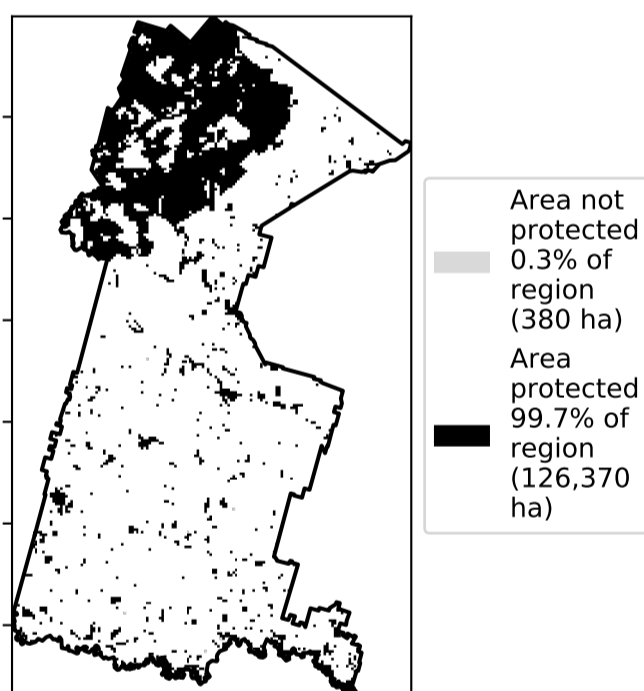 Area not
protected
0.3% of
region
(380 ha)
Area
protected
99.7% of
region
(126,370
ha)